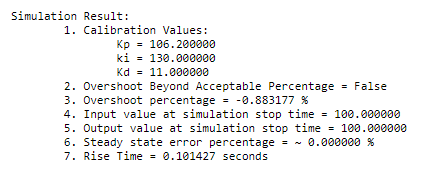 Simulation Result:
1. Calibration Values:
Kp = 106.200000
ki = 130.000000
Kd = 11.000000
2. Overshoot Beyond Acceptable Percentage = False
3. Overshoot percentage = -0.883177 %
4. Input value at simulation stop time = 100.000000
5. Output value at simulation stop time = 100.000000
6. Steady state error percentage = ~ 0.000000 %
7. Rise Time = 0.101427 seconds